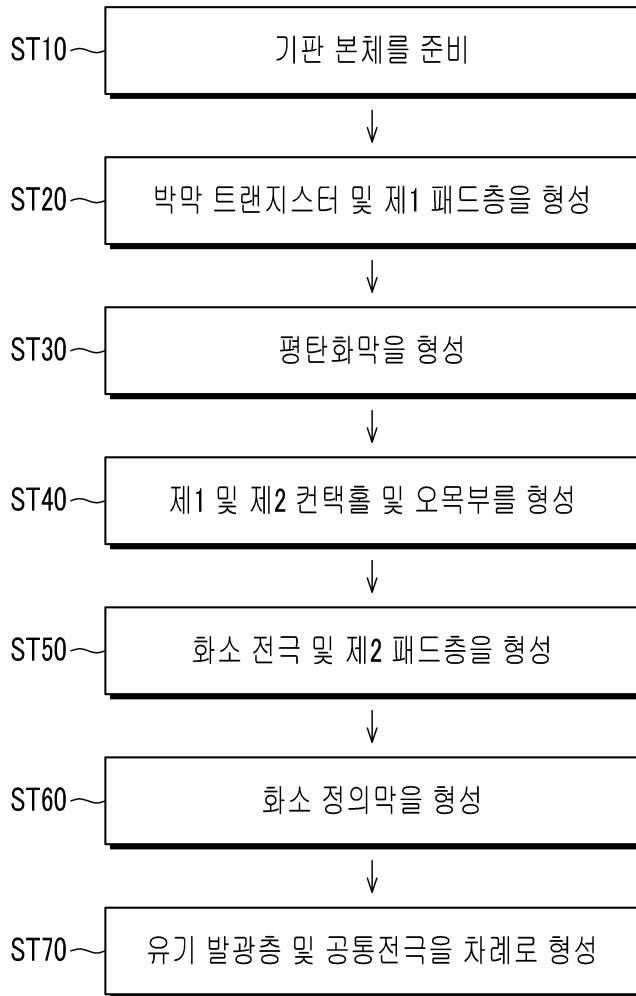 ST10 기판 본체를 준비
ST20 박막 트랜지스터 및 제1 패드층을 형성
ST30 평탄화막을 형성
ST40 제1 및 제2 컨택홀 및 오목부를 형성
ST50 화소 전극 및 제2 패드층을 형성
ST60 화소 정의막을 형성
ST70 유기 발광층 및 공통전극을 차례로 형성